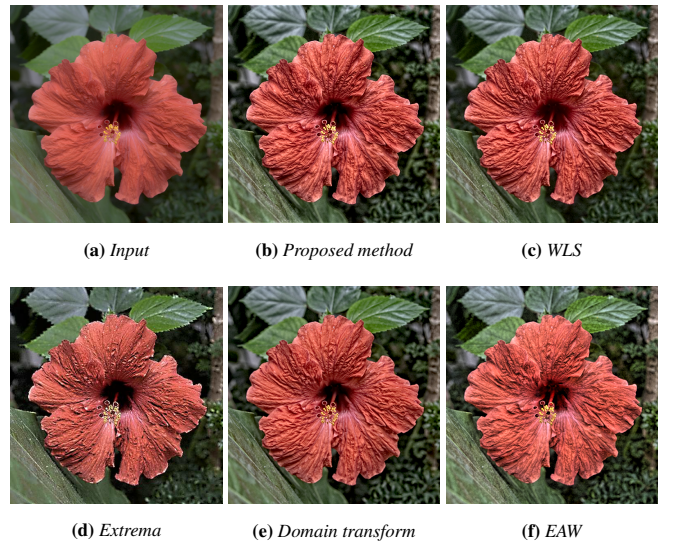 (a) Input
(b) Proposed method
(c) WLS
(d) Extrema
(e) Domain transform
(f) EAW